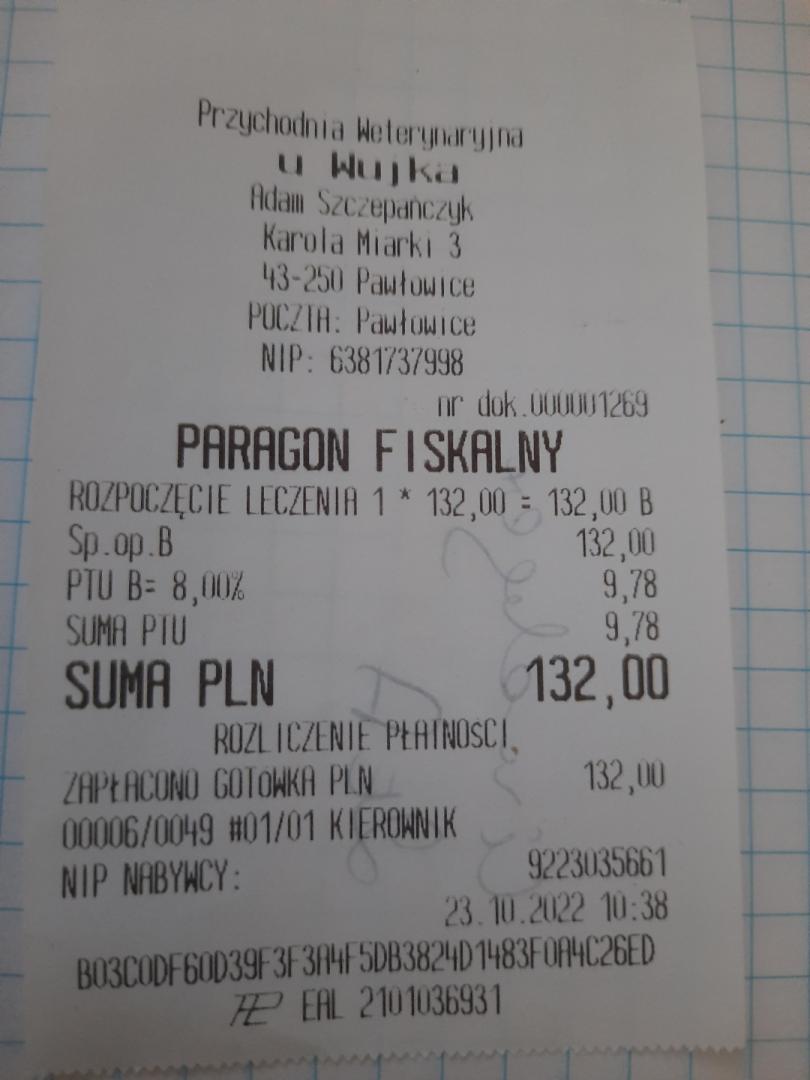 Przychodnia Weterynaryjna
u Wujka
Adam Szczepańczyk
Karola Miarki 3
43-250 Pawłowice
POCZTA: Pawłowice
NIP: 6381737998
nr dok.000001269
PARAGON FISKALNY
ROZPOCZĘCIE LECZENIA 1 * 132,00 = 132,00 B
Sp.op.B 132,00
PTU B= 8,00% 9,78
SUMA PTU 9,78
SUMA PLN 132,00
ROZLICZENIE PŁATNOŚCI
ZAPŁACONO GOTÓWKA PLN 132,00
00006/0049 #01/01 KIEROWNIK
NIP NABYWCY: 9223035661
23.10.2022 10:38
B03C0DF60D39F3F3A4F5DB3824D1483F0A4C26ED
EAL 2101036931